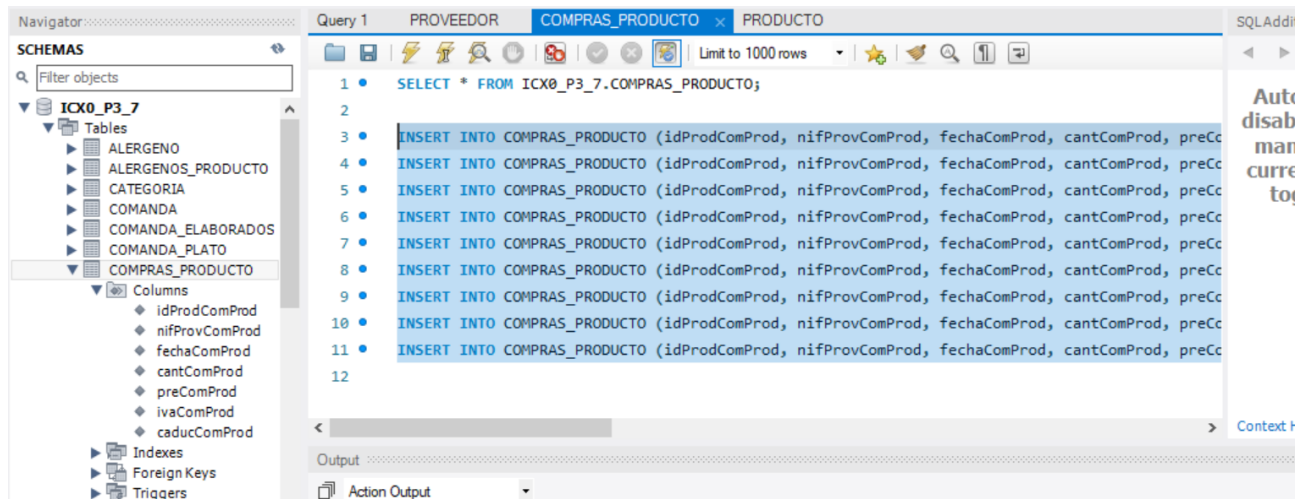 Navigator
SCHEMAS
Filter objects
ICX0_P3_7
Tables
ALERGENO
ALERGENOS_PRODUCTO
CATEGORIA
COMANDA
COMANDA_ELABORADOS
COMANDA_PLATO
COMPRAS_PRODUCTO
Columns
idProdComProd
nifProvComProd
fechaComProd
cantComProd
preComProd
ivaComProd
caducComProd
Indexes
Foreign Keys
Triggers
Query 1 PROVEEDOR COMPRAS_PRODUCTO × PRODUCTO
Limit to 1000 rows
1 SELECT * FROM ICX0_P3_7.COMPRAS_PRODUCTO;
2
3 INSERT INTO COMPRAS_PRODUCTO (idProdComProd, nifProvComProd, fechaComProd, cantComProd, preCo
4 INSERT INTO COMPRAS_PRODUCTO (idProdComProd, nifProvComProd, fechaComProd, cantComProd, preCo
5 INSERT INTO COMPRAS_PRODUCTO (idProdComProd, nifProvComProd, fechaComProd, cantComProd, preCo
6 INSERT INTO COMPRAS_PRODUCTO (idProdComProd, nifProvComProd, fechaComProd, cantComProd, preCo
7 INSERT INTO COMPRAS_PRODUCTO (idProdComProd, nifProvComProd, fechaComProd, cantComProd, preCo
8 INSERT INTO COMPRAS_PRODUCTO (idProdComProd, nifProvComProd, fechaComProd, cantComProd, preCo
9 INSERT INTO COMPRAS_PRODUCTO (idProdComProd, nifProvComProd, fechaComProd, cantComProd, preCo
10 INSERT INTO COMPRAS_PRODUCTO (idProdComProd, nifProvComProd, fechaComProd, cantComProd, preCo
11 INSERT INTO COMPRAS_PRODUCTO (idProdComProd, nifProvComProd, fechaComProd, cantComProd, preCo
12
Output
Action Output
SQLAddi
Auto
disab
man
curre
tog
Context H